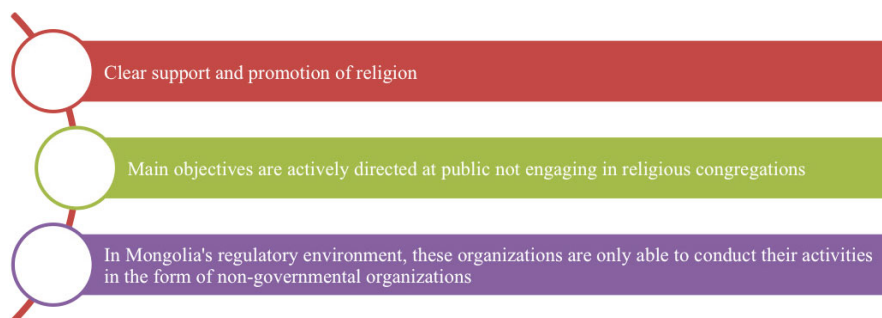 Clear support and promotion of religion
Main objectives are actively directed at public not engaging in religious congregations
In Mongolia's regulatory environment, these organizations are only able to conduct their activities
in the form of non-governmental organizations